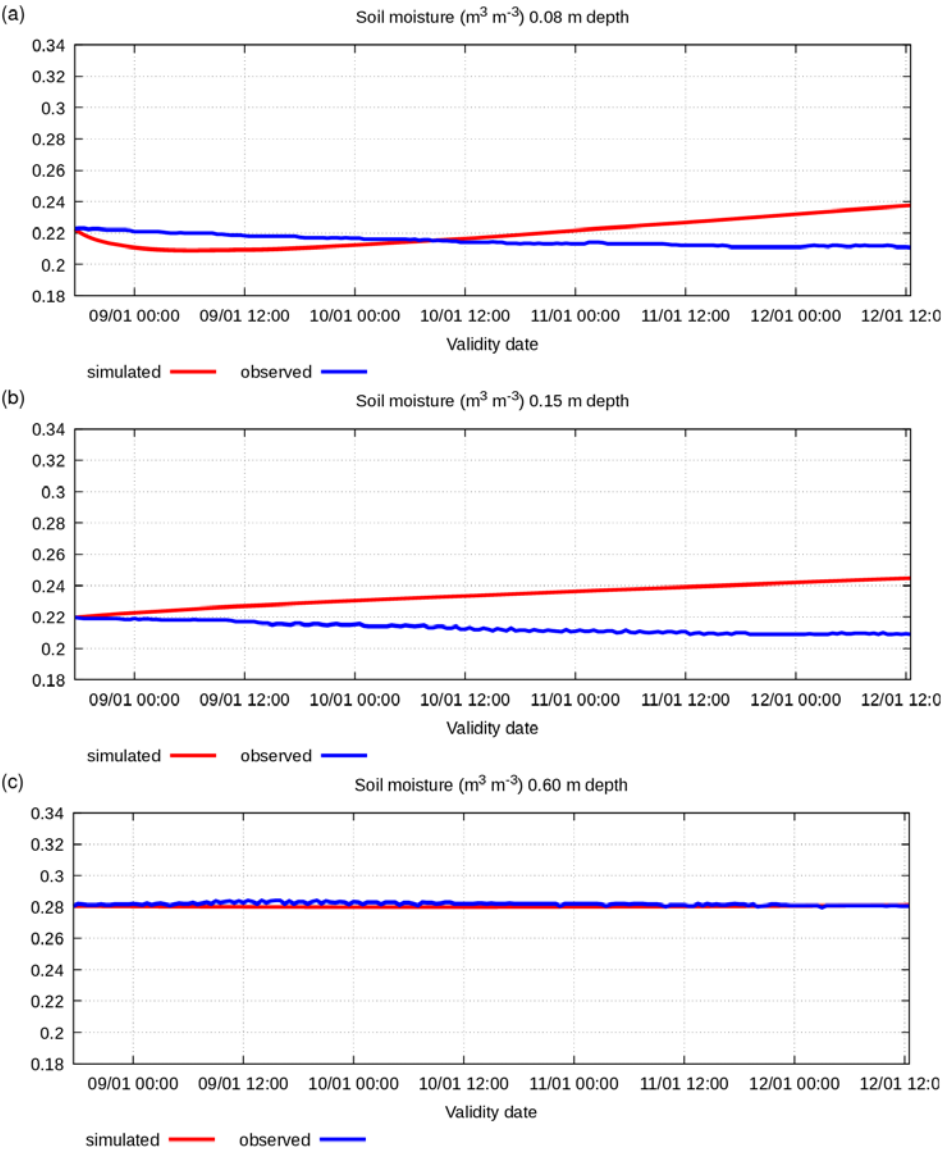 (a)
Soil moisture (m³ m⁻³) 0.08 m depth
0.34
0.32
0.3
0.28
0.26
0.24
0.22
0.2
0.18
09/01 00:00 09/01 12:00 10/01 00:00 10/01 12:00 11/01 00:00 11/01 12:00 12/01 00:00 12/01 12:0
Validity date
simulated observed
(b)
Soil moisture (m³ m⁻³) 0.15 m depth
0.34
0.32
0.3
0.28
0.26
0.24
0.22
0.2
0.18
09/01 00:00 09/01 12:00 10/01 00:00 10/01 12:00 11/01 00:00 11/01 12:00 12/01 00:00 12/01 12:0
Validity date
simulated observed
(c)
Soil moisture (m³ m⁻³) 0.60 m depth
0.34
0.32
0.3
0.28
0.26
0.24
0.22
0.2
0.18
09/01 00:00 09/01 12:00 10/01 00:00 10/01 12:00 11/01 00:00 11/01 12:00 12/01 00:00 12/01 12:0
Validity date
simulated observed